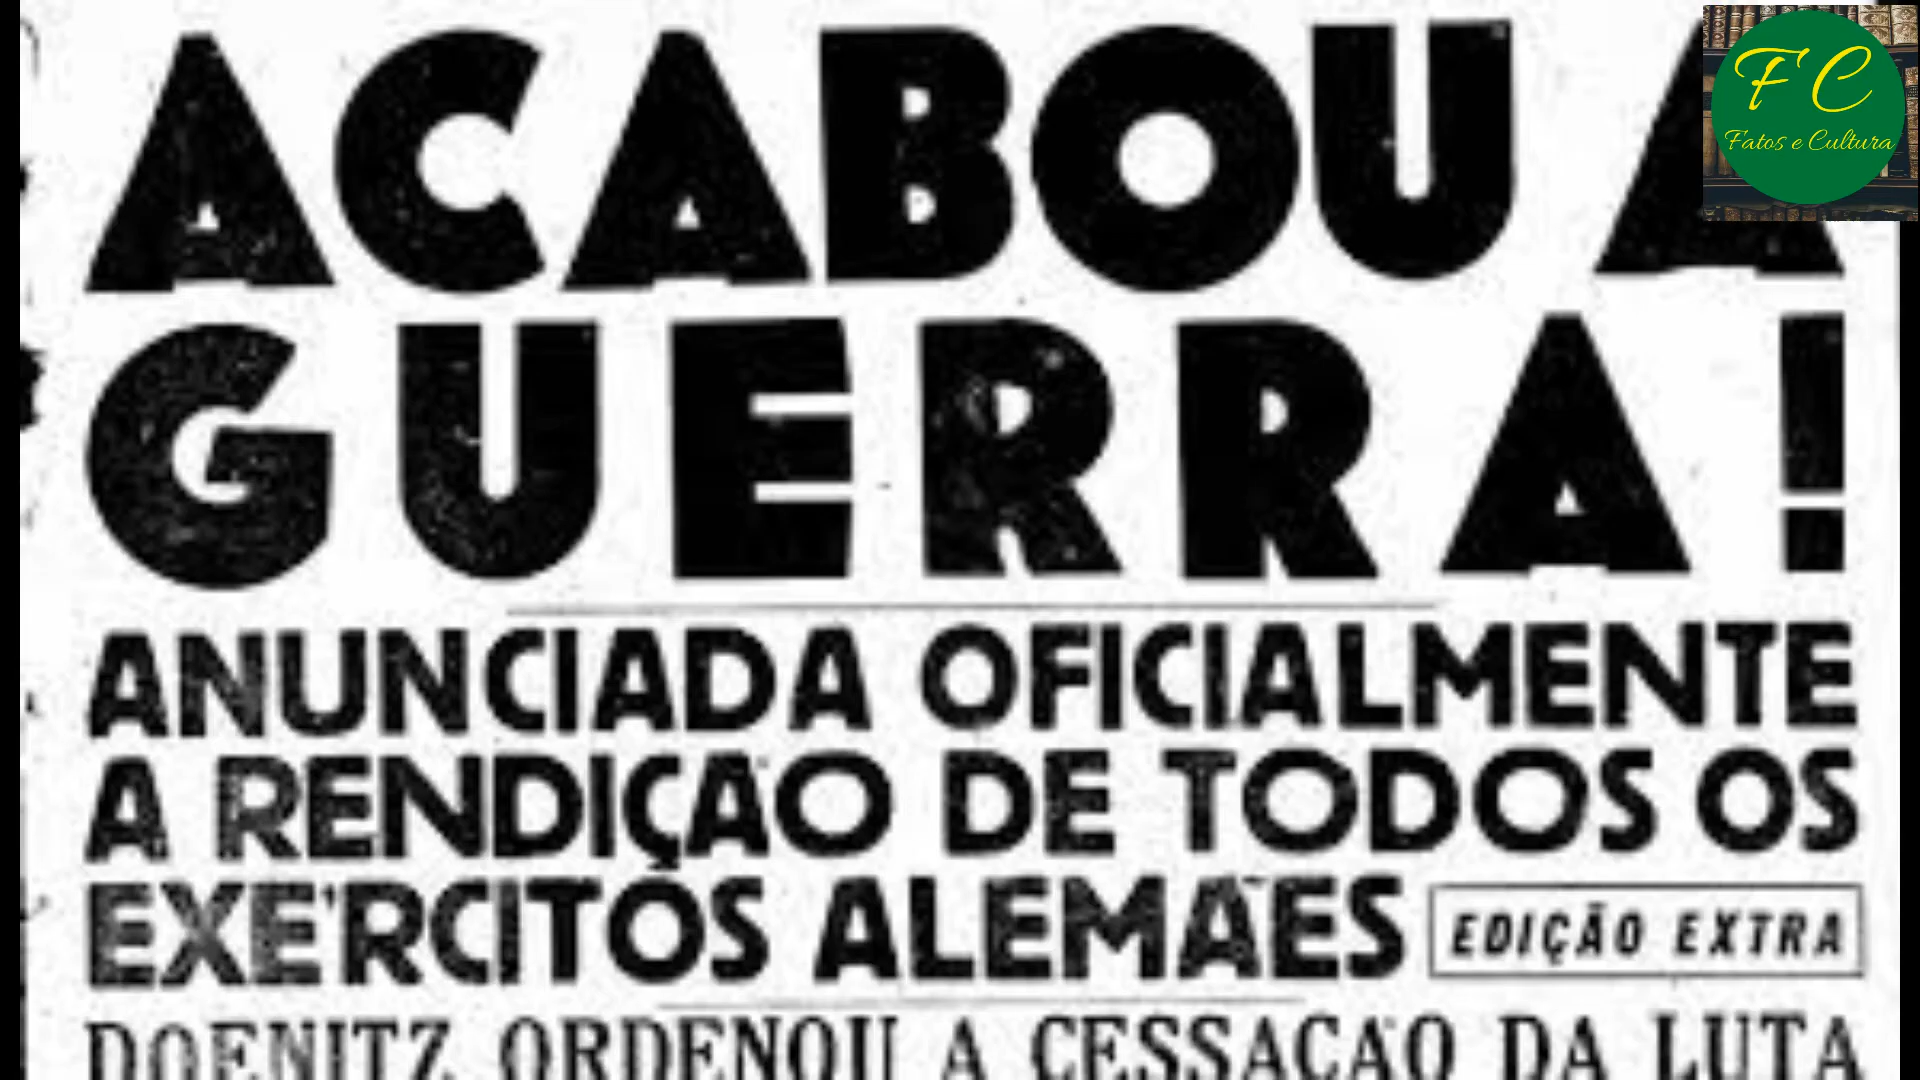 ACABOU A
GUERRA!
ANUNCIADA OFICIALMENTE
A RENDIÇÃO DE TODOS OS
EXÉRCITOS ALEMÃES
EDIÇÃO EXTRA
DOENITZ ORDENOU A CESSAÇÃO DA LUTA
F C
Fatos e Cultura